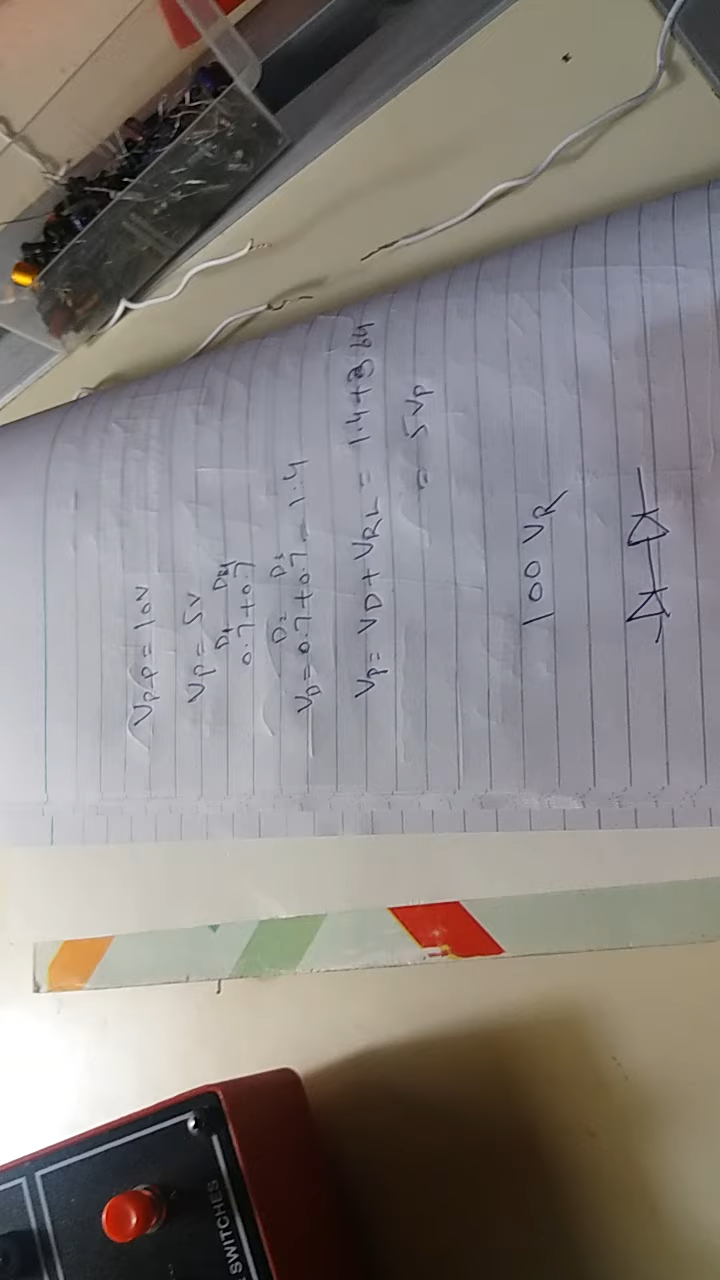 Vp-p = 10V
Vp = 5V
D1 D4
0.7+0.7
D2 D3
VD = 0.7+0.7 = 1.4
Vp = VD + VRL = 1.4+3.64
= 5Vp
100 VR
SWITCHES